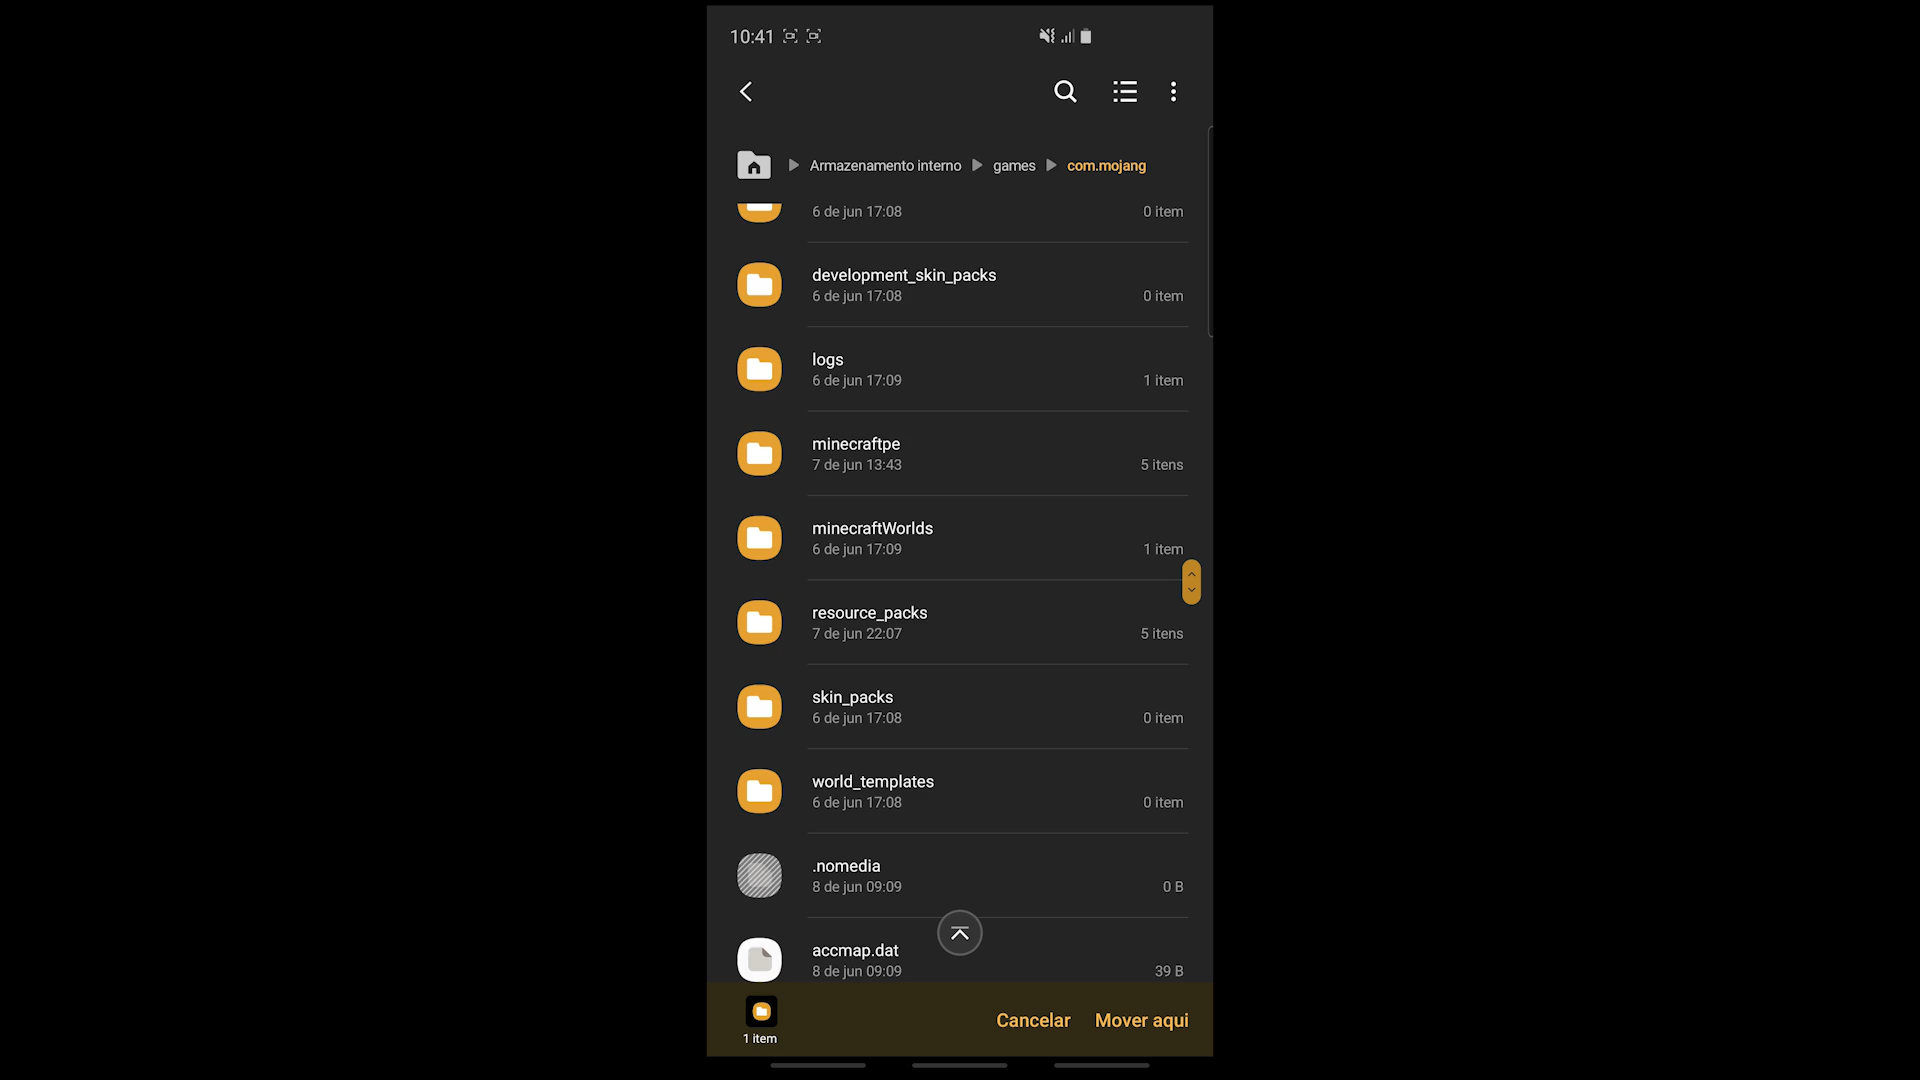 10:41
Armazenamento interno games com.mojang
6 de jun 17:08 0 item
development_skin_packs
6 de jun 17:08 0 item
logs
6 de jun 17:09 1 item
minecraftpe
7 de jun 13:43 5 itens
minecraftWorlds
6 de jun 17:09 1 item
resource_packs
7 de jun 22:07 5 itens
skin_packs
6 de jun 17:08 0 item
world_templates
6 de jun 17:08 0 item
.nomedia
8 de jun 09:09 0 B
accmap.dat
8 de jun 09:09 39 B
Cancelar Mover aqui
1 item